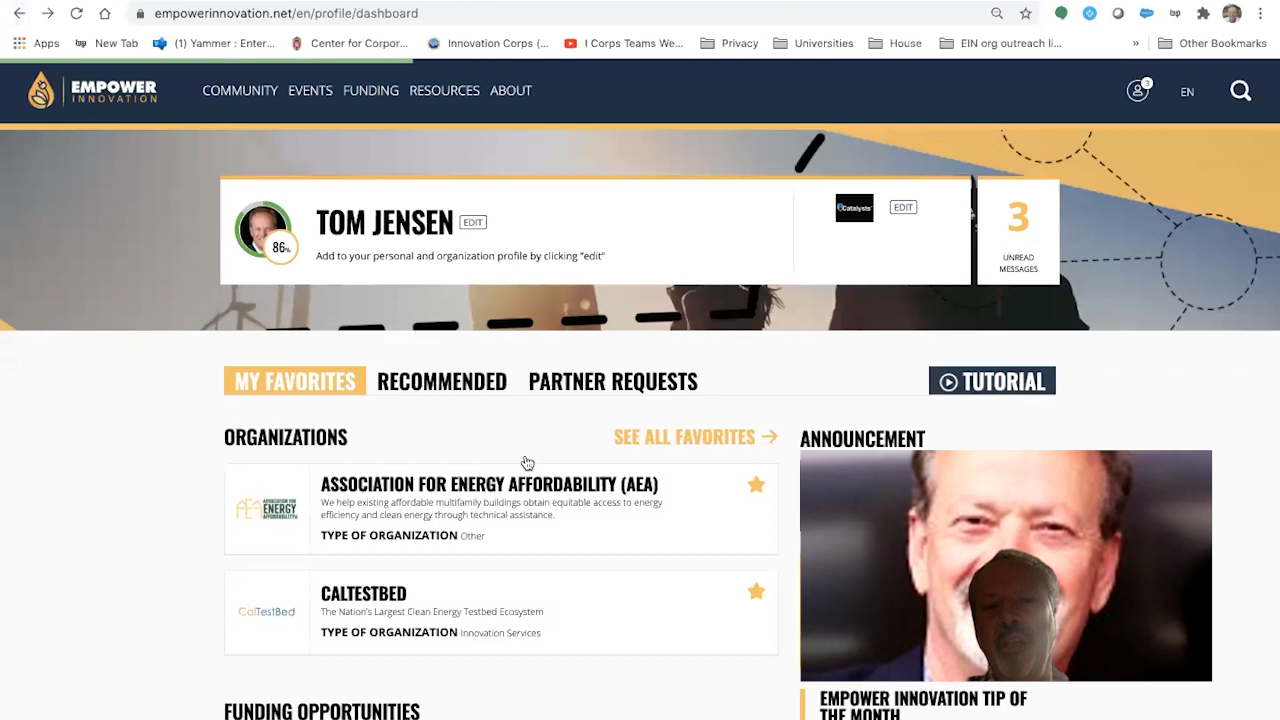 empowerinnovation.net/en/profile/dashboard
Apps
New Tab
(1) Yammer : Enter...
Center for Corpor...
Innovation Corps (...
I Corps Teams We...
Privacy
Universities
House
EIN org outreach li...
»
Other Bookmarks
EMPOWER
INNOVATION
COMMUNITY EVENTS FUNDING RESOURCES ABOUT
3
EN
TOM JENSEN EDIT
86%
Add to your personal and organization profile by clicking "edit"
Catalysts
EDIT
3
UNREAD
MESSAGES
MY FAVORITES RECOMMENDED PARTNER REQUESTS
TUTORIAL
ORGANIZATIONS
SEE ALL FAVORITES →
ANNOUNCEMENT
ASSOCIATION FOR
ENERGY
AFFORDABILITY
ASSOCIATION FOR ENERGY AFFORDABILITY (AEA)
We help existing affordable multifamily buildings obtain equitable access to energy
efficiency and clean energy through technical assistance.
TYPE OF ORGANIZATION Other
CalTestBed
CALTESTBED
The Nation's Largest Clean Energy Testbed Ecosystem
TYPE OF ORGANIZATION Innovation Services
FUNDING OPPORTUNITIES
EMPOWER INNOVATION TIP OF
THE MONTH